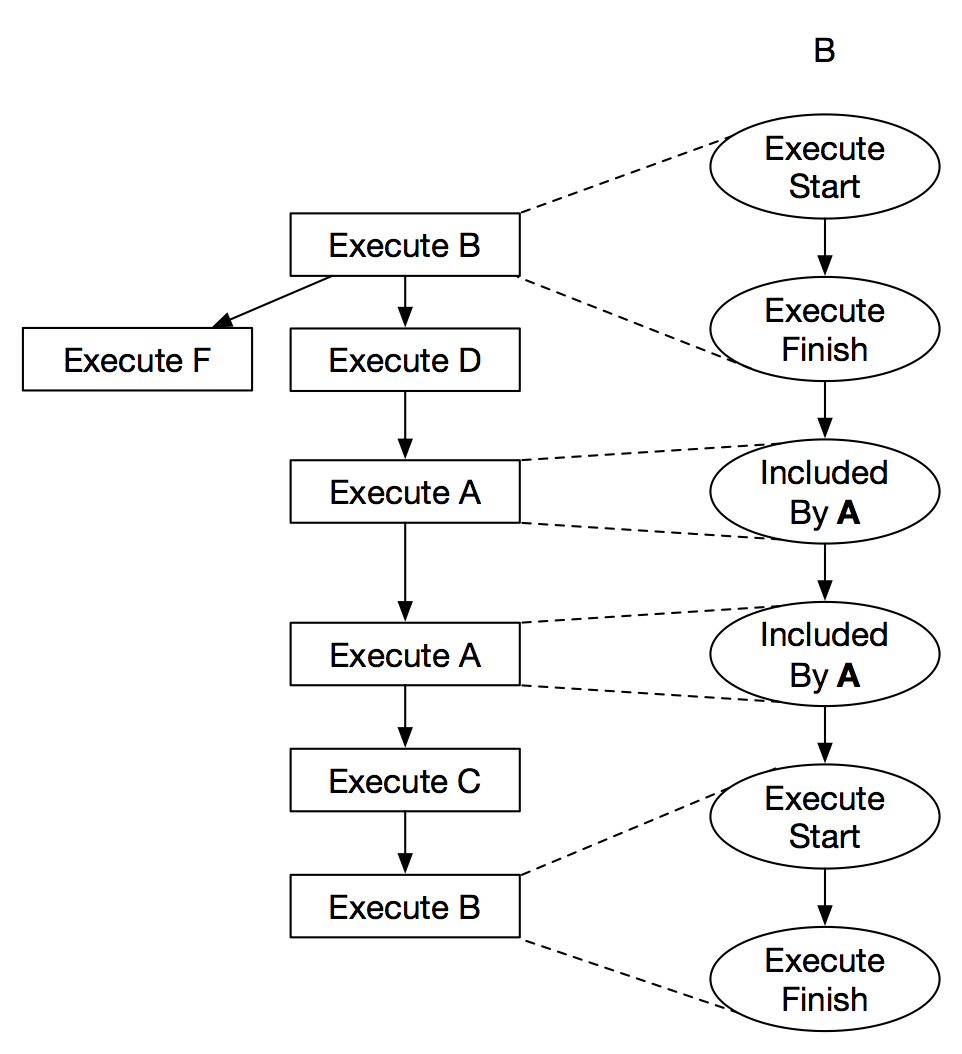 B
Execute
Start
Execute B
Execute
Finish
Execute F
Execute D
Included
By A
Execute A
Included
By A
Execute A
Execute C
Execute
Start
Execute B
Execute
Finish